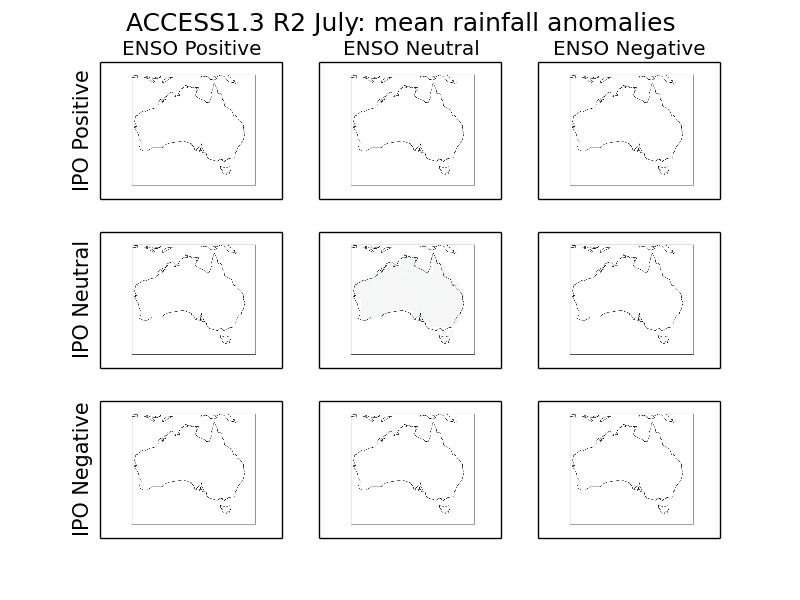 ACCESS1.3 R2 July: mean rainfall anomalies
ENSO Positive
ENSO Neutral
ENSO Negative
IPO Positive
IPO Neutral
IPO Negative